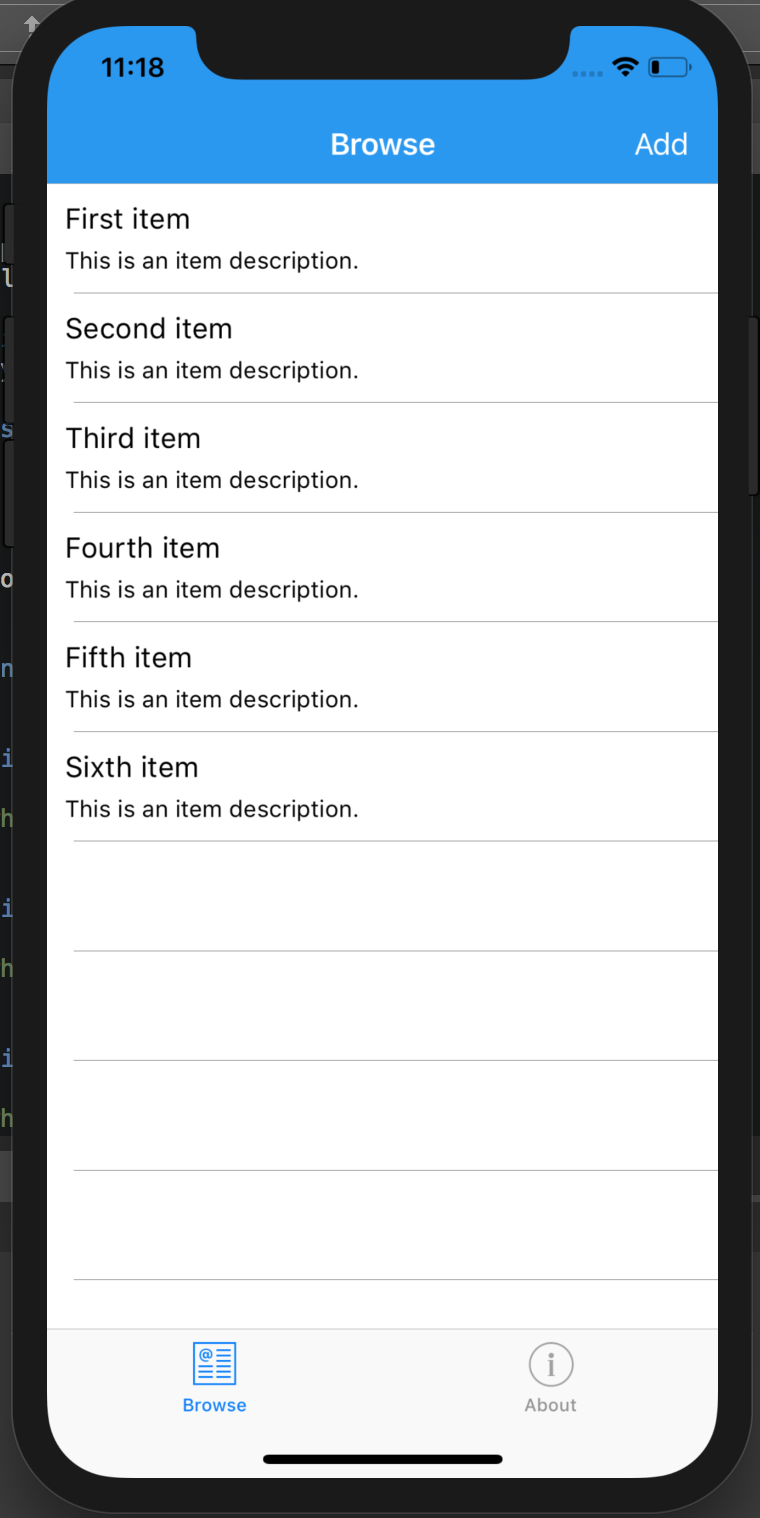 11:18
Browse
Add
First item
This is an item description.
Second item
This is an item description.
Third item
This is an item description.
Fourth item
This is an item description.
Fifth item
This is an item description.
Sixth item
This is an item description.
Browse
About